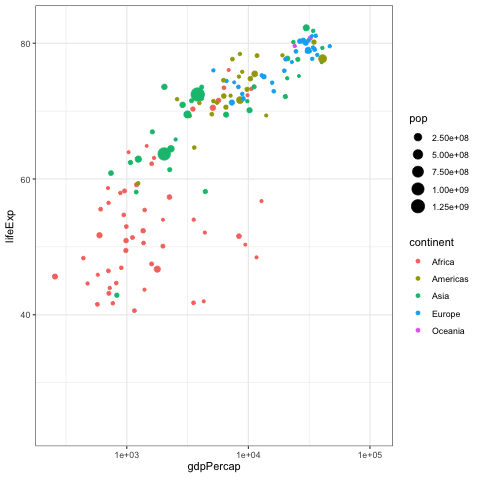 80
60
40
lifeExp
1e+03
1e+04
1e+05
gdpPercap
pop
2.50e+08
5.00e+08
7.50e+08
1.00e+09
1.25e+09
continent
Africa
Americas
Asia
Europe
Oceania